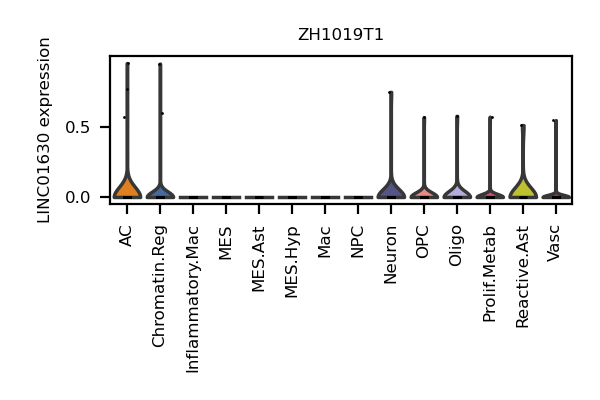 ZH1019T1
LINC01630 expression
0.5
0.0
AC
Chromatin.Reg
Inflammatory.Mac
MES
MES.Ast
MES.Hyp
Mac
NPC
Neuron
OPC
Oligo
Prolif.Metab
Reactive.Ast
Vasc